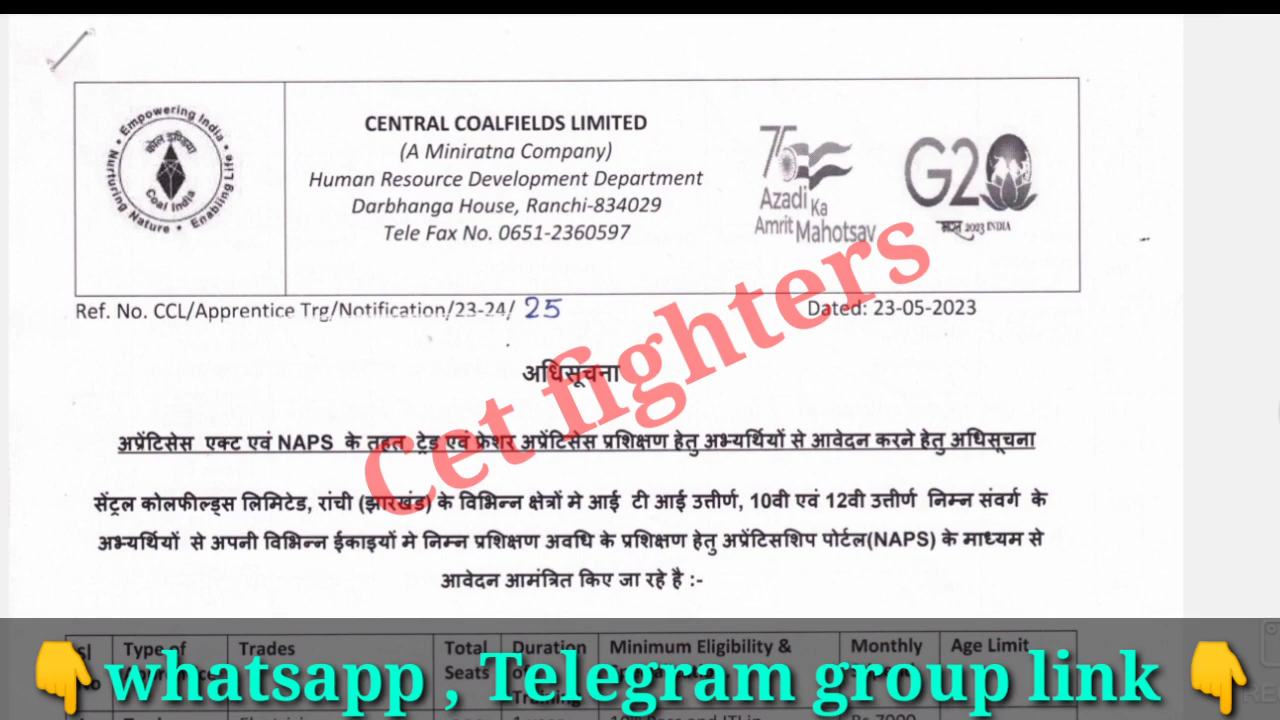 Empowering India • Enabling Life • Nurturing Nature •
कोल इण्डिया
Coal India
CENTRAL COALFIELDS LIMITED
(A Miniratna Company)
Human Resource Development Department
Darbhanga House, Ranchi-834029
Tele Fax No. 0651-2360597
75
Azadi Ka
Amrit Mahotsav
G20
भारत 2023 INDIA
Ref. No. CCL/Apprentice Trg/Notification/23-24/ 25
Dated: 23-05-2023
Cet fighters
अधिसूचना
अप्रेंटिसेस एक्ट एवं NAPS के तहत ट्रेड एवं फ्रेशर अप्रेंटिसेस प्रशिक्षण हेतु अभ्यर्थियों से आवेदन करने हेतु अधिसूचना
सेंट्रल कोलफील्ड्स लिमिटेड, रांची (झारखंड) के विभिन्न क्षेत्रों मे आई टी आई उत्तीर्ण, 10वी एवं 12वी उत्तीर्ण निम्न संवर्ग के
अभ्यर्थियों से अपनी विभिन्न ईकाइयों मे निम्न प्रशिक्षण अवधि के प्रशिक्षण हेतु अप्रेंटिसशिप पोर्टल(NAPS) के माध्यम से
आवेदन आमंत्रित किए जा रहे है :-
Type of Trades Total Duration Minimum Eligibility & Monthly Age Limit
Seats
whatsapp , Telegram group link